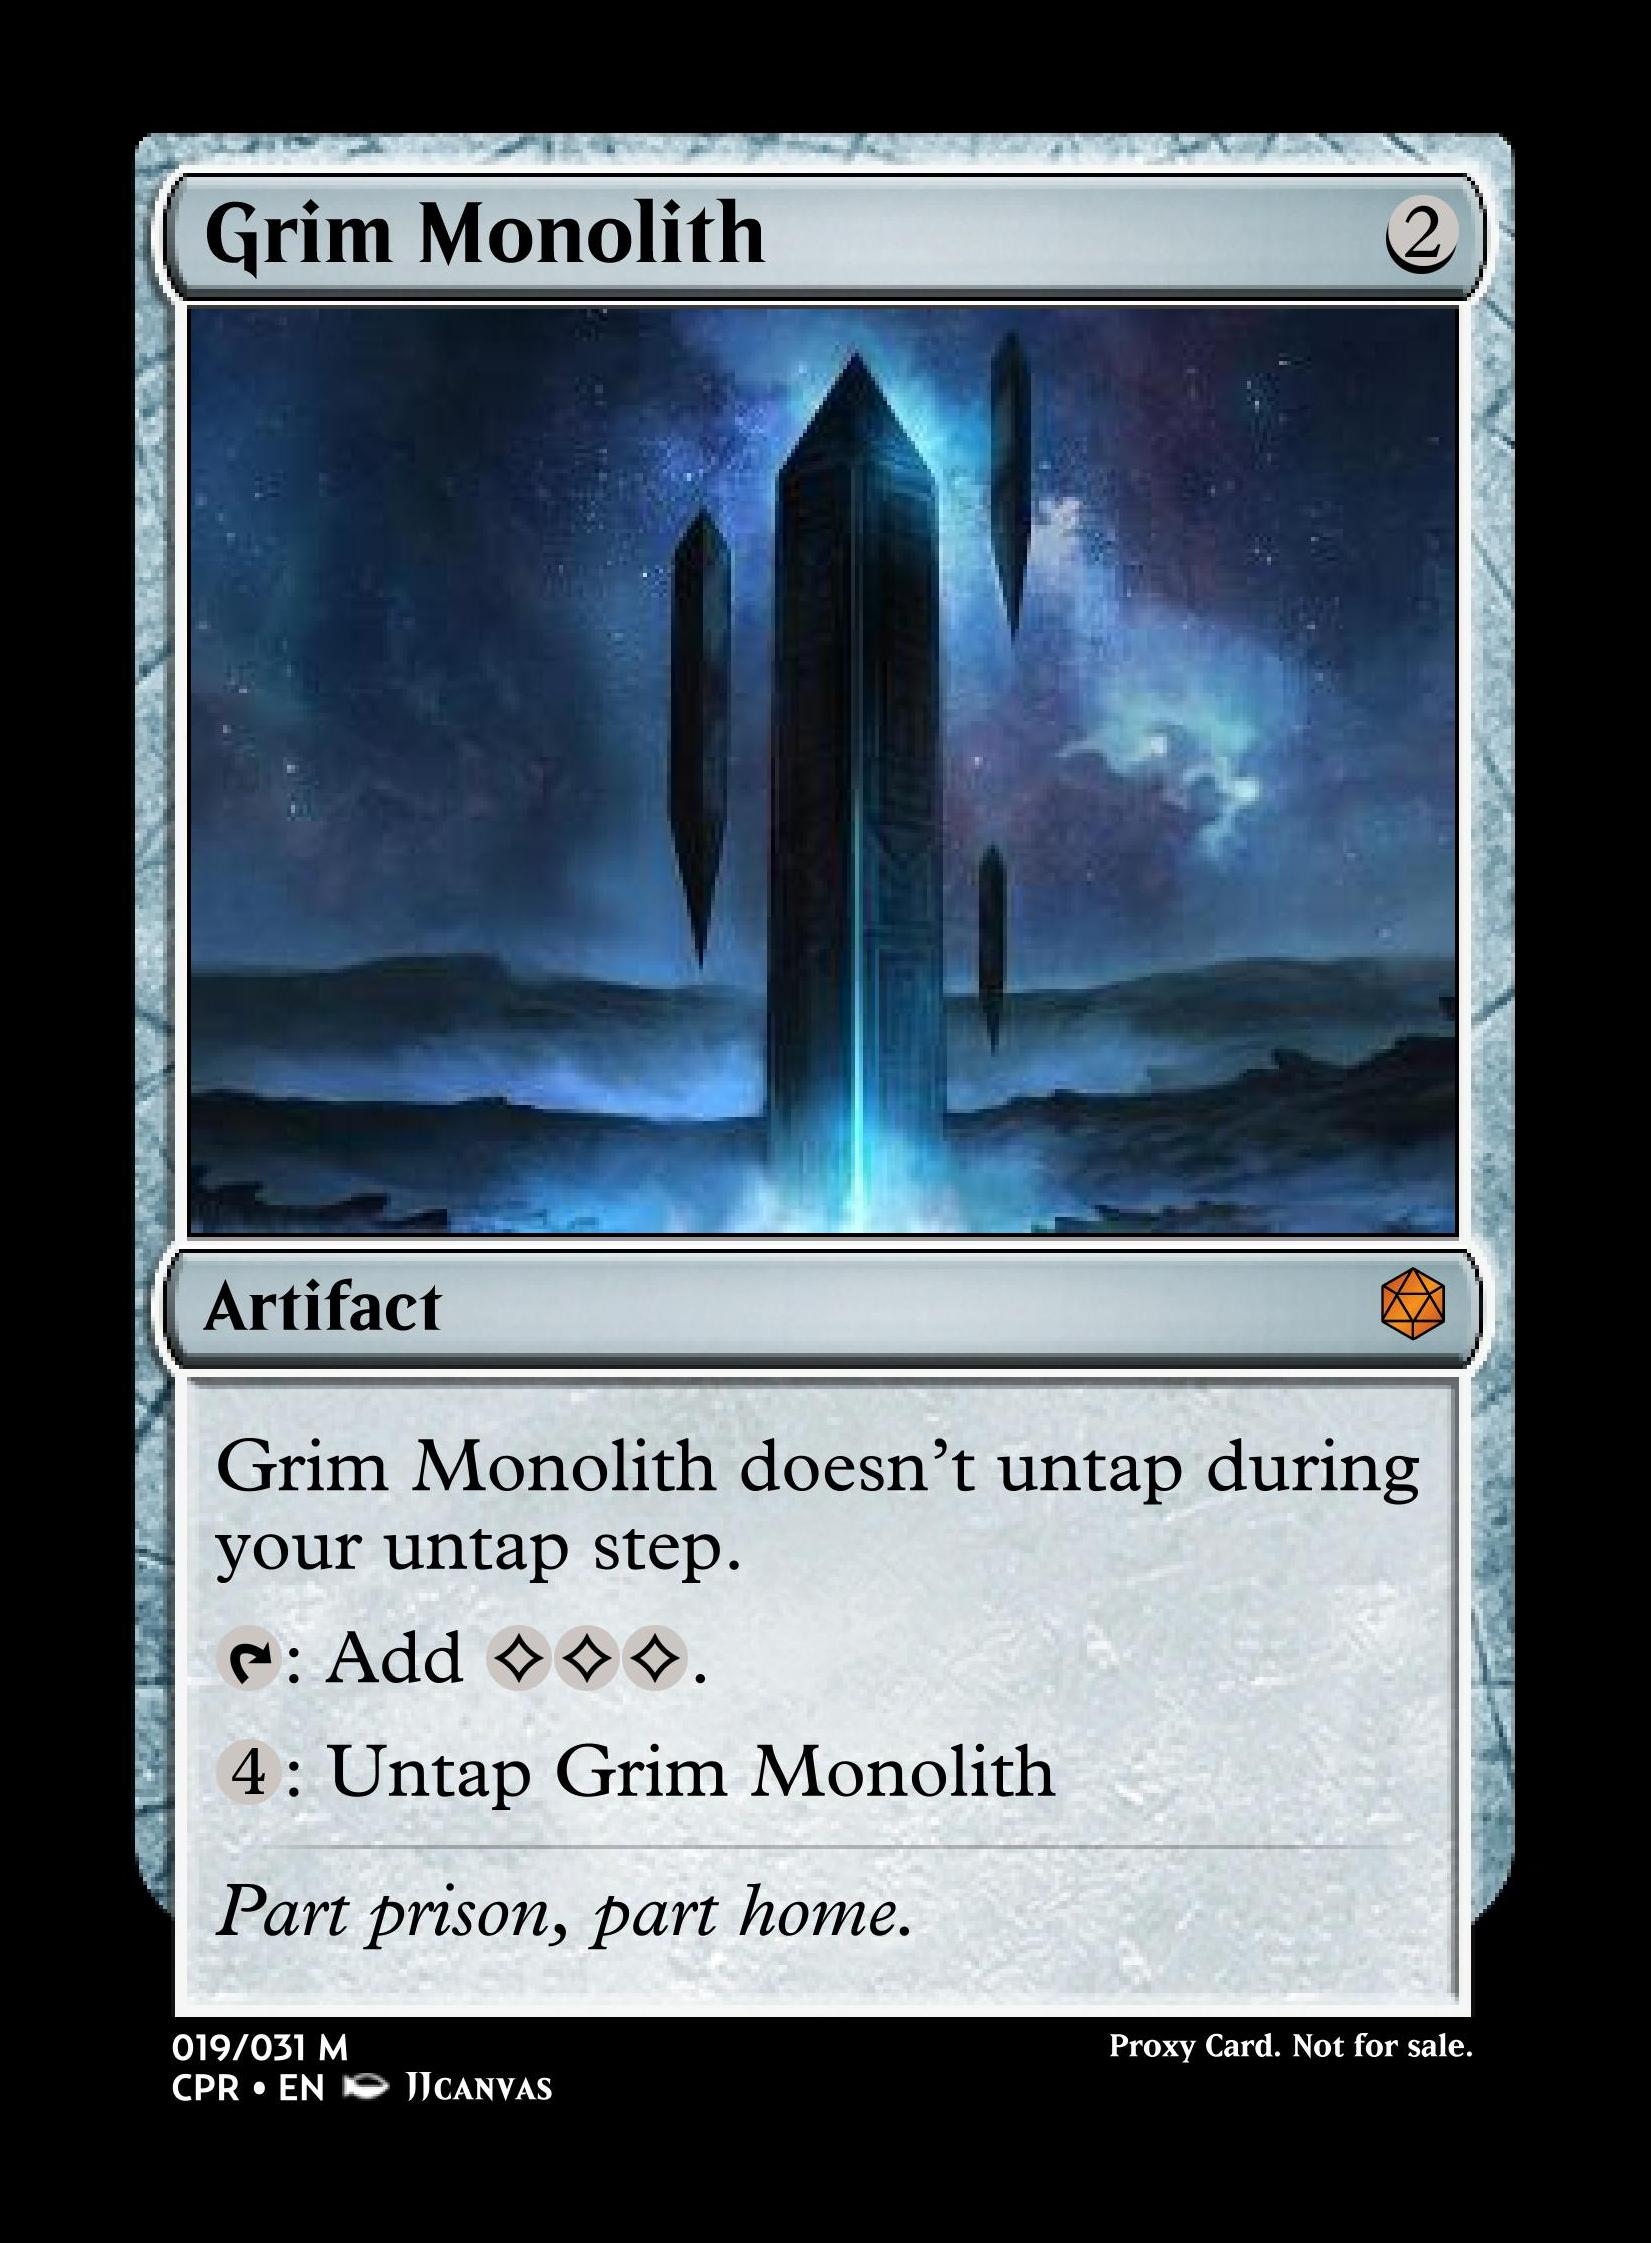 Grim Monolith 2
Artifact
Grim Monolith doesn’t untap during
your untap step.
: Add .
4: Untap Grim Monolith
Part prison, part home.
019/031 M
Proxy Card. Not for sale.
CPR • EN JJCANVAS